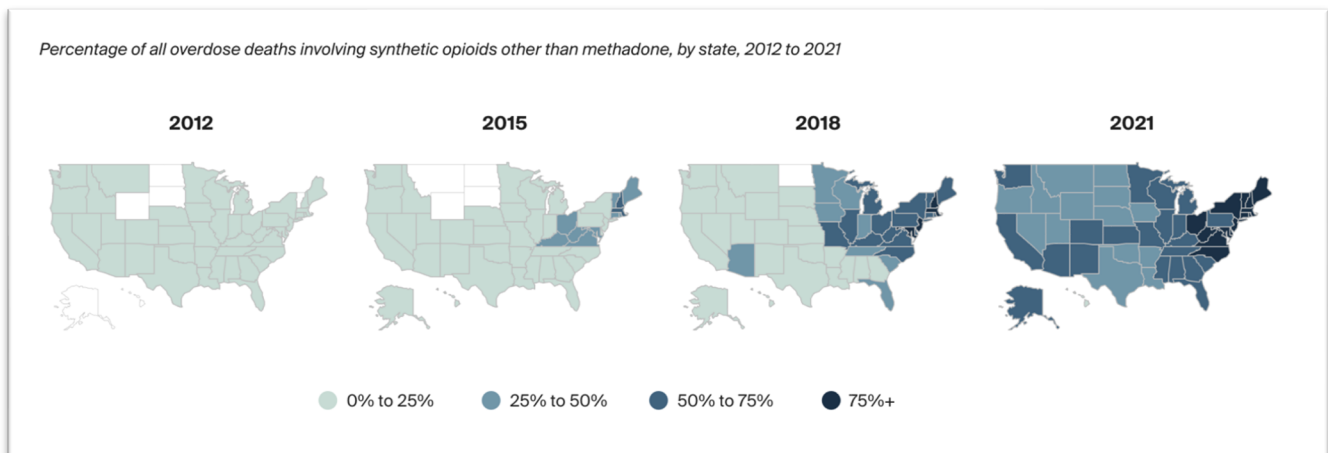 Percentage of all overdose deaths involving synthetic opioids other than methadone, by state, 2012 to 2021
2012 2015 2018 2021
0% to 25% 25% to 50% 50% to 75% 75%+